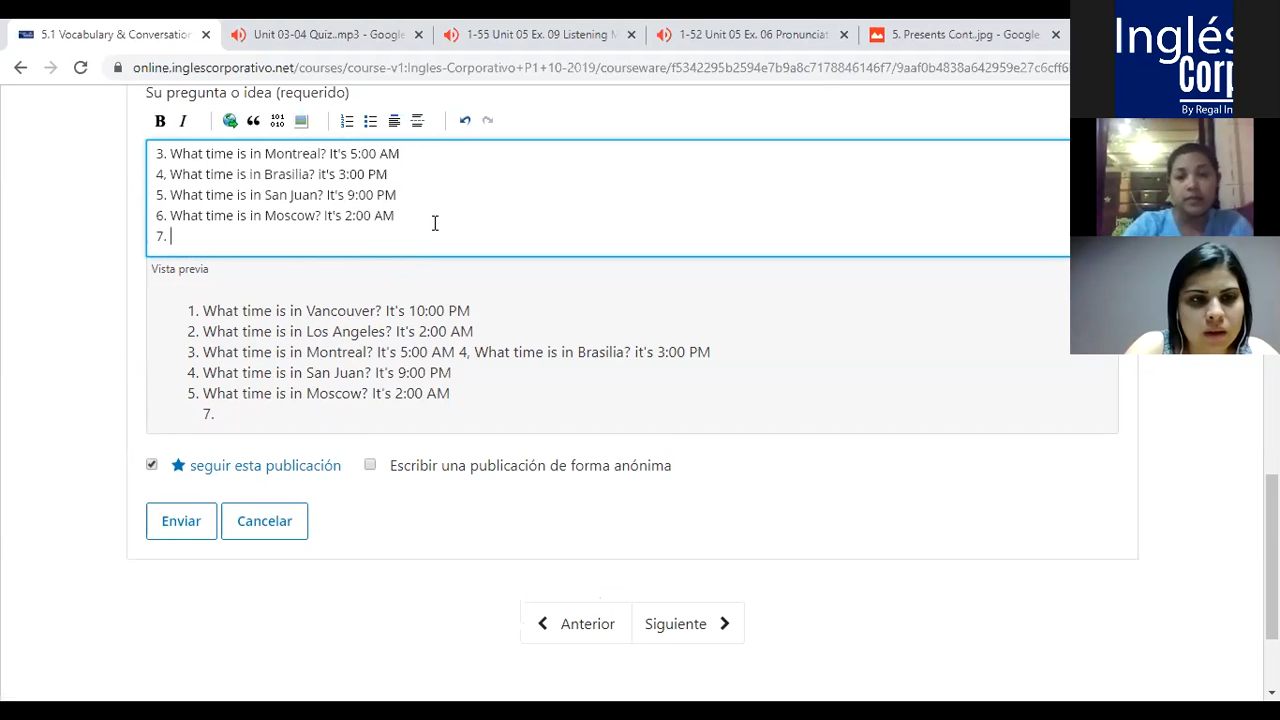 5.1 Vocabulary & Conversation
Unit 03-04 Quiz..mp3 - Google
1-55 Unit 05 Ex. 09 Listening M
1-52 Unit 05 Ex. 06 Pronunciat
5. Presents Cont..jpg - Google
online.inglescorporativo.net/courses/course-v1:Ingles-Corporativo+P1+10-2019/courseware/f5342295b2594e7b9a8c7178846146f7/9aaf0b4838a642959e27c6cff6
Inglés
Corp
By Regal In
Su pregunta o idea (requerido)
B I
3. What time is in Montreal? It's 5:00 AM
4, What time is in Brasilia? it's 3:00 PM
5. What time is in San Juan? It's 9:00 PM
6. What time is in Moscow? It's 2:00 AM
7.
Vista previa
1. What time is in Vancouver? It's 10:00 PM
2. What time is in Los Angeles? It's 2:00 AM
3. What time is in Montreal? It's 5:00 AM 4, What time is in Brasilia? it's 3:00 PM
4. What time is in San Juan? It's 9:00 PM
5. What time is in Moscow? It's 2:00 AM
7.
seguir esta publicación Escribir una publicación de forma anónima
Enviar Cancelar
Anterior Siguiente